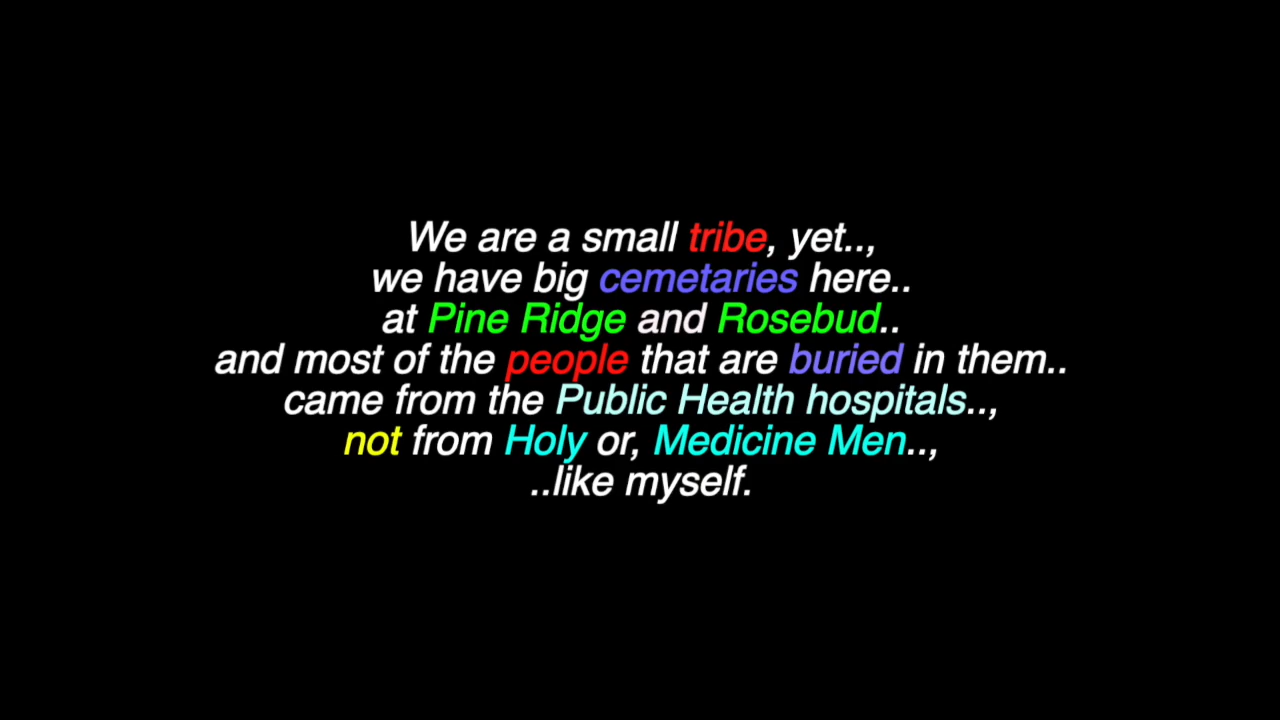 We are a small tribe, yet..,
we have big cemetaries here..
at Pine Ridge and Rosebud..
and most of the people that are buried in them..
came from the Public Health hospitals..,
not from Holy or, Medicine Men..,
..like myself.